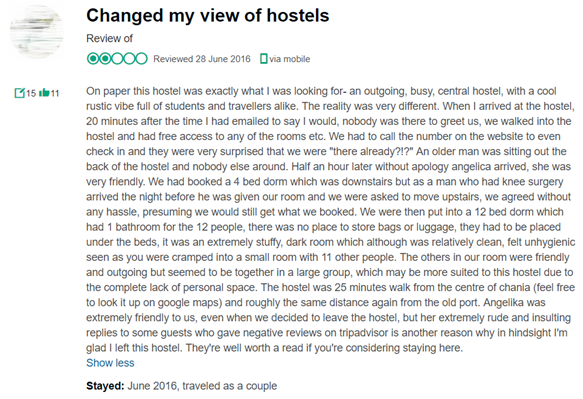 Changed my view of hostels
Review of
Reviewed 28 June 2016 via mobile
15 11
On paper this hostel was exactly what I was looking for- an outgoing, busy, central hostel, with a cool
rustic vibe full of students and travellers alike. The reality was very different. When I arrived at the hostel,
20 minutes after the time I had emailed to say I would, nobody was there to greet us, we walked into the
hostel and had free access to any of the rooms etc. We had to call the number on the website to even
check in and they were very surprised that we were "there already?!?" An older man was sitting out the
back of the hostel and nobody else around. Half an hour later without apology angelica arrived, she was
very friendly. We had booked a 4 bed dorm which was downstairs but as a man who had knee surgery
arrived the night before he was given our room and we were asked to move upstairs, we agreed without
any hassle, presuming we would still get what we booked. We were then put into a 12 bed dorm which
had 1 bathroom for the 12 people, there was no place to store bags or luggage, they had to be placed
under the beds, it was an extremely stuffy, dark room which although was relatively clean, felt unhygienic
seen as you were cramped into a small room with 11 other people. The others in our room were friendly
and outgoing but seemed to be together in a large group, which may be more suited to this hostel due to
the complete lack of personal space. The hostel was 25 minutes walk from the centre of chania (feel free
to look it up on google maps) and roughly the same distance again from the old port. Angelika was
extremely friendly to us, even when we decided to leave the hostel, but her extremely rude and insulting
replies to some guests who gave negative reviews on tripadvisor is another reason why in hindsight I'm
glad I left this hostel. They're well worth a read if you're considering staying here.
Show less
Stayed: June 2016, traveled as a couple